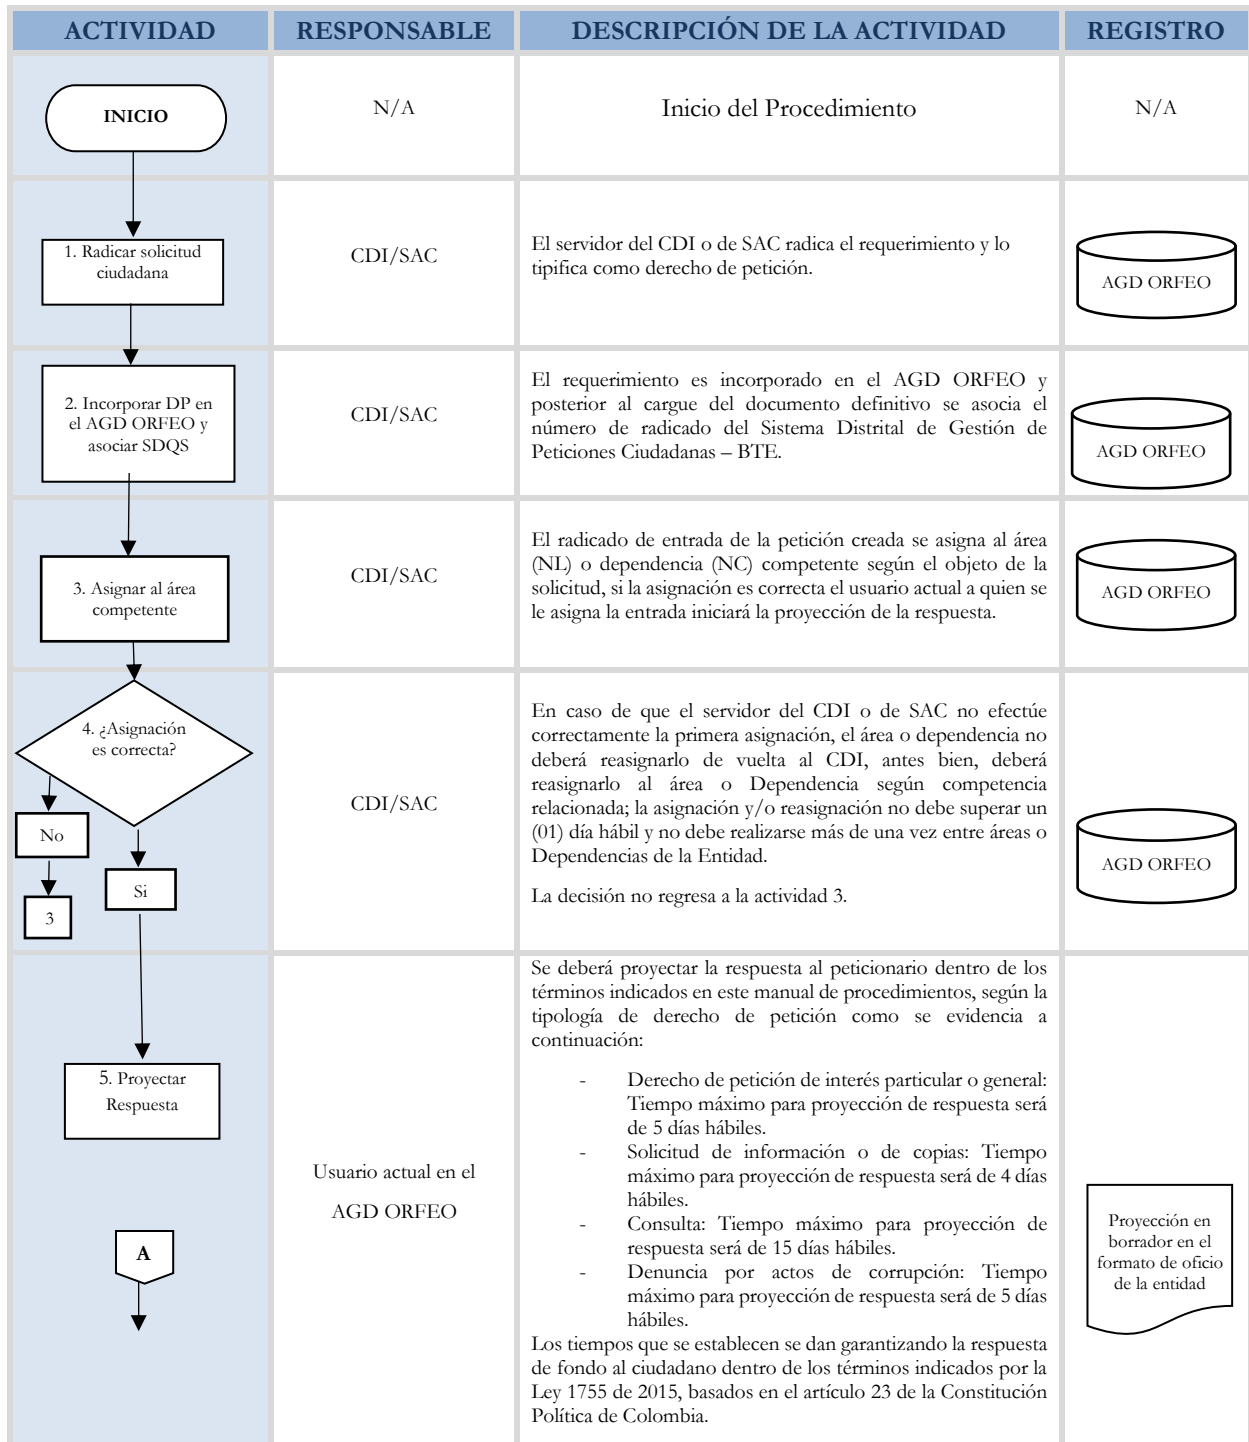 ACTIVIDAD
RESPONSABLE
DESCRIPCIÓN DE LA ACTIVIDAD
REGISTRO
INICIO
N/A
Inicio del Procedimiento
N/A
1. Radicar solicitud
ciudadana
CDI/SAC
El servidor del CDI o de SAC radica el requerimiento y lo
tipifica como derecho de petición.
AGD ORFEO
2. Incorporar DP en
el AGD ORFEO y
asociar SDQS
CDI/SAC
El requerimiento es incorporado en el AGD ORFEO y
posterior al cargue del documento definitivo se asocia el
número de radicado del Sistema Distrital de Gestión de
Peticiones Ciudadanas – BTE.
AGD ORFEO
3. Asignar al área
competente
CDI/SAC
El radicado de entrada de la petición creada se asigna al área
(NL) o dependencia (NC) competente según el objeto de la
solicitud, si la asignación es correcta el usuario actual a quien se
le asigna la entrada iniciará la proyección de la respuesta.
AGD ORFEO
4. ¿Asignación
es correcta?
No
3
Si
CDI/SAC
En caso de que el servidor del CDI o de SAC no efectúe
correctamente la primera asignación, el área o dependencia no
deberá reasignarlo de vuelta al CDI, antes bien, deberá
reasignarlo al área o Dependencia según competencia
relacionada; la asignación y/o reasignación no debe superar un
(01) día hábil y no debe realizarse más de una vez entre áreas o
Dependencias de la Entidad.
La decisión no regresa a la actividad 3.
AGD ORFEO
5. Proyectar
Respuesta
A
Usuario actual en el
AGD ORFEO
Se deberá proyectar la respuesta al peticionario dentro de los
términos indicados en este manual de procedimientos, según la
tipología de derecho de petición como se evidencia a
continuación:
- Derecho de petición de interés particular o general:
Tiempo máximo para proyección de respuesta será
de 5 días hábiles.
- Solicitud de información o de copias: Tiempo
máximo para proyección de respuesta será de 4 días
hábiles.
- Consulta: Tiempo máximo para proyección de
respuesta será de 15 días hábiles.
- Denuncia por actos de corrupción: Tiempo
máximo para proyección de respuesta será de 5 días
hábiles.
Los tiempos que se establecen se dan garantizando la respuesta
de fondo al ciudadano dentro de los términos indicados por la
Ley 1755 de 2015, basados en el artículo 23 de la Constitución
Política de Colombia.
Proyección en
borrador en el
formato de oficio
de la entidad